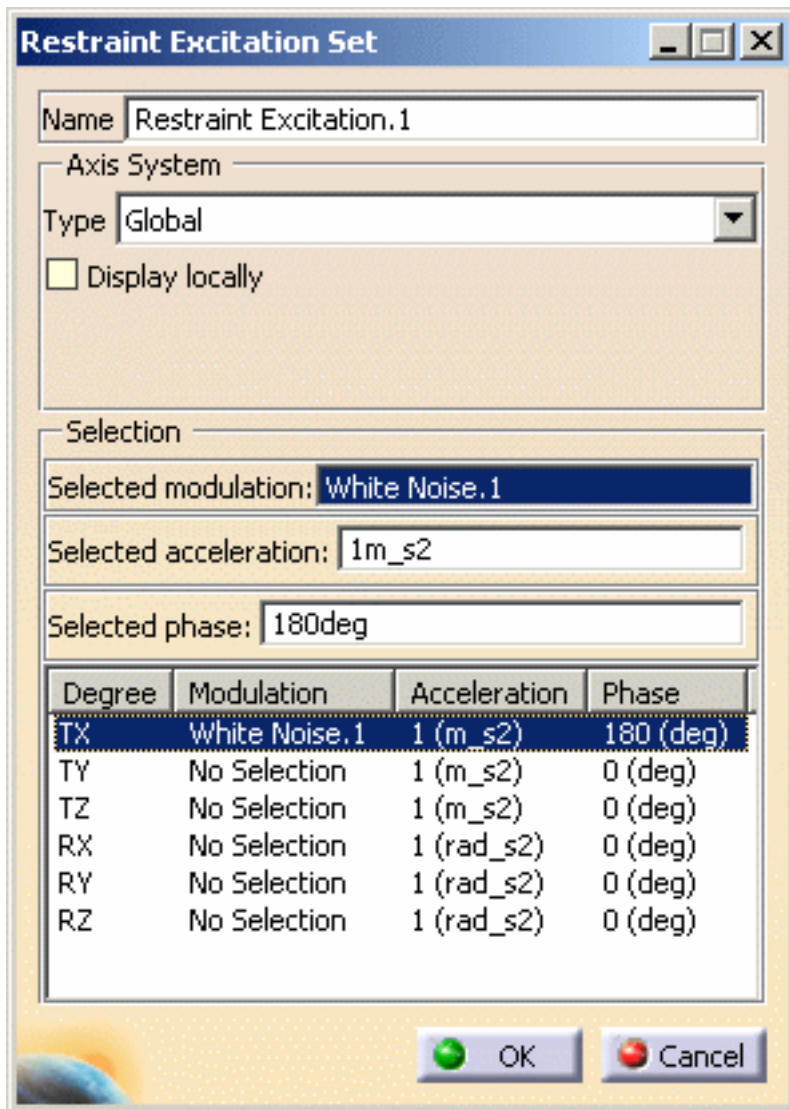 Restraint Excitation Set
Name Restraint Excitation.1
Axis System
Type Global
Display locally
Selection
Selected modulation: White Noise.1
Selected acceleration: 1m_s2
Selected phase: 180deg
Degree Modulation Acceleration Phase
TX White Noise.1 1 (m_s2) 180 (deg)
TY No Selection 1 (m_s2) 0 (deg)
TZ No Selection 1 (m_s2) 0 (deg)
RX No Selection 1 (rad_s2) 0 (deg)
RY No Selection 1 (rad_s2) 0 (deg)
RZ No Selection 1 (rad_s2) 0 (deg)
OK Cancel